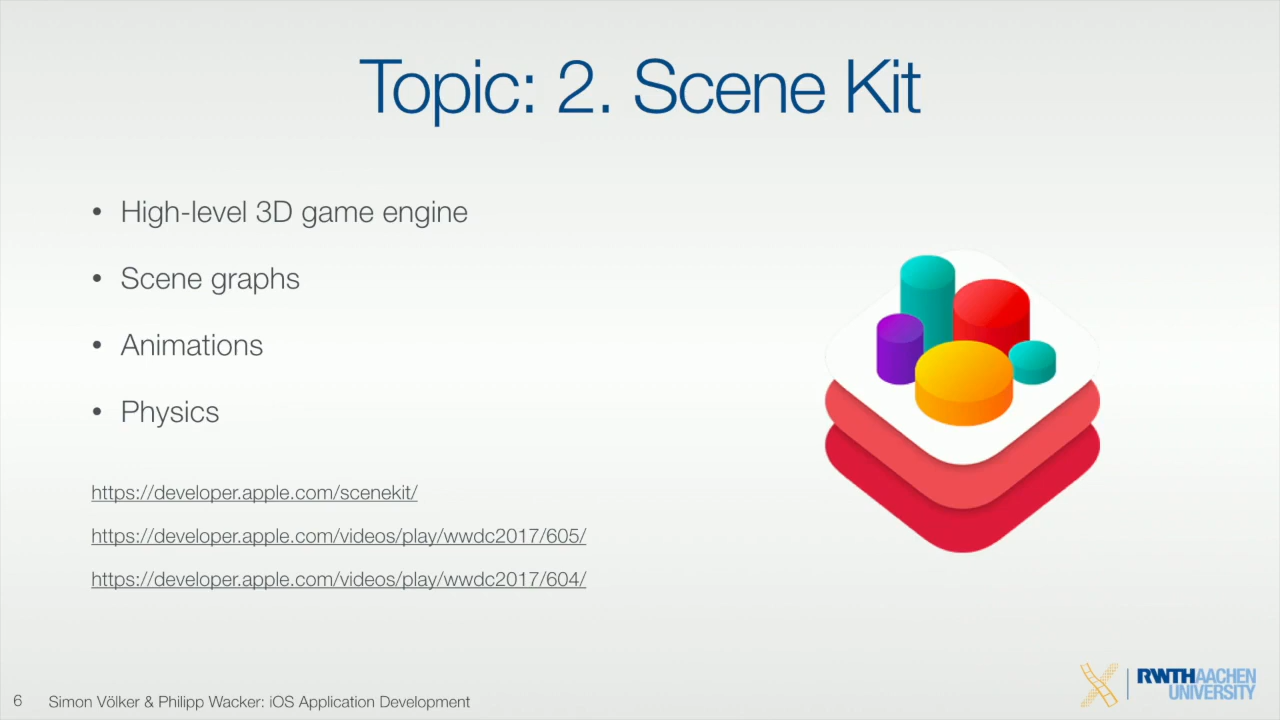 Topic: 2. Scene Kit
• High-level 3D game engine
• Scene graphs
• Animations
• Physics
https://developer.apple.com/scenekit/
https://developer.apple.com/videos/play/wwdc2017/605/
https://developer.apple.com/videos/play/wwdc2017/604/
6 Simon Völker & Philipp Wacker: iOS Application Development
RWTHAACHEN
UNIVERSITY